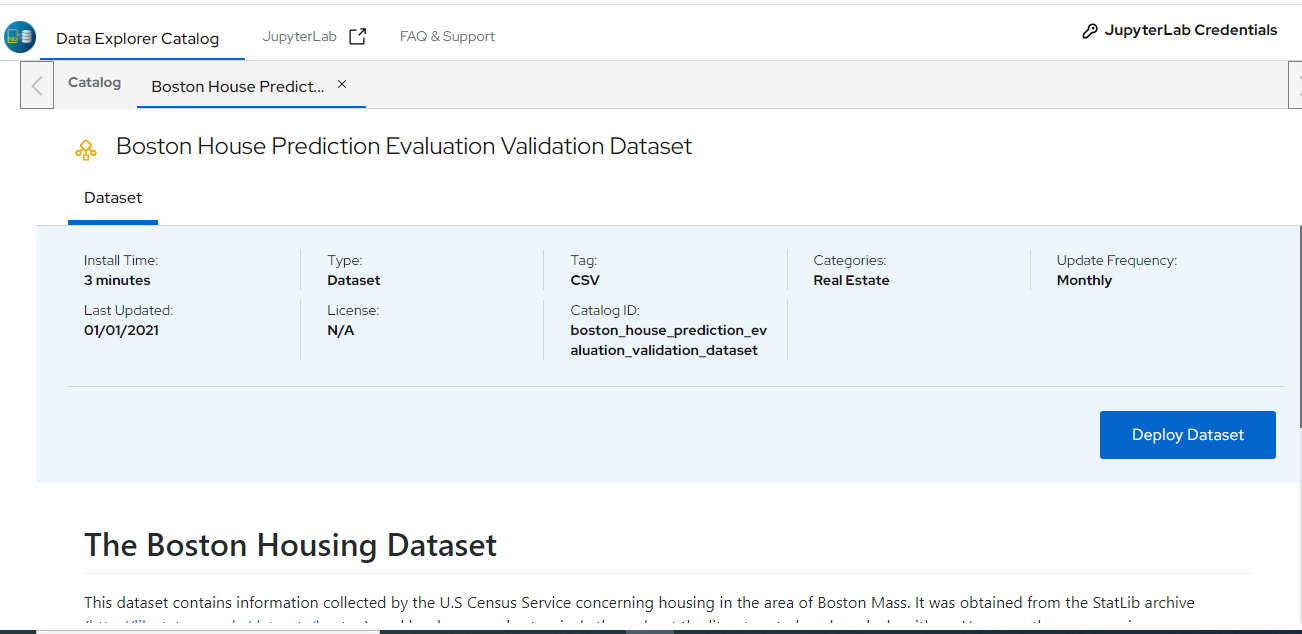 Data Explorer Catalog
JupyterLab
FAQ & Support
JupyterLab Credentials
Catalog
Boston House Predict...
Boston House Prediction Evaluation Validation Dataset
Dataset
Install Time:
3 minutes
Type:
Dataset
Tag:
CSV
Categories:
Real Estate
Update Frequency:
Monthly
Last Updated:
01/01/2021
License:
N/A
Catalog ID:
boston_house_prediction_ev
aluation_validation_dataset
Deploy Dataset
The Boston Housing Dataset
This dataset contains information collected by the U.S Census Service concerning housing in the area of Boston Mass. It was obtained from the StatLib archive